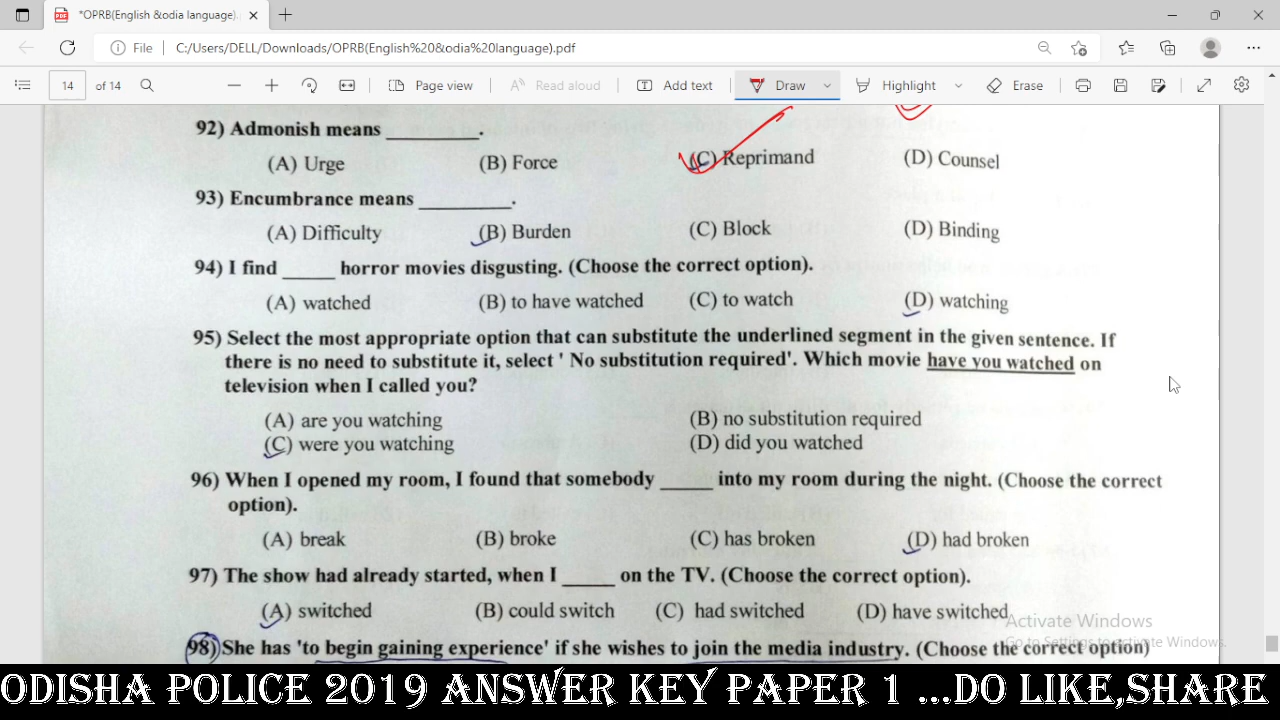 *OPRB(English &odia language).
File C:/Users/DELL/Downloads/OPRB(English%20&odia%20language).pdf
14 of 14 Page view Read aloud Add text Draw Highlight Erase
92) Admonish means _________.
(A) Urge (B) Force (C) Reprimand (D) Counsel
93) Encumbrance means _________.
(A) Difficulty (B) Burden (C) Block (D) Binding
94) I find _____ horror movies disgusting. (Choose the correct option).
(A) watched (B) to have watched (C) to watch (D) watching
95) Select the most appropriate option that can substitute the underlined segment in the given sentence. If
there is no need to substitute it, select ' No substitution required'. Which movie have you watched on
television when I called you?
(A) are you watching (B) no substitution required
(C) were you watching (D) did you watched
96) When I opened my room, I found that somebody _____ into my room during the night. (Choose the correct
option).
(A) break (B) broke (C) has broken (D) had broken
97) The show had already started, when I _____ on the TV. (Choose the correct option).
(A) switched (B) could switch (C) had switched (D) have switched
Activate Windows
Go to Settings to activate Windows.
98) She has 'to begin gaining experience' if she wishes to join the media industry. (Choose the correct option)
ODISHA POLICE 2019 ANSWER KEY PAPER 1 ...DO LIKE,SHARE